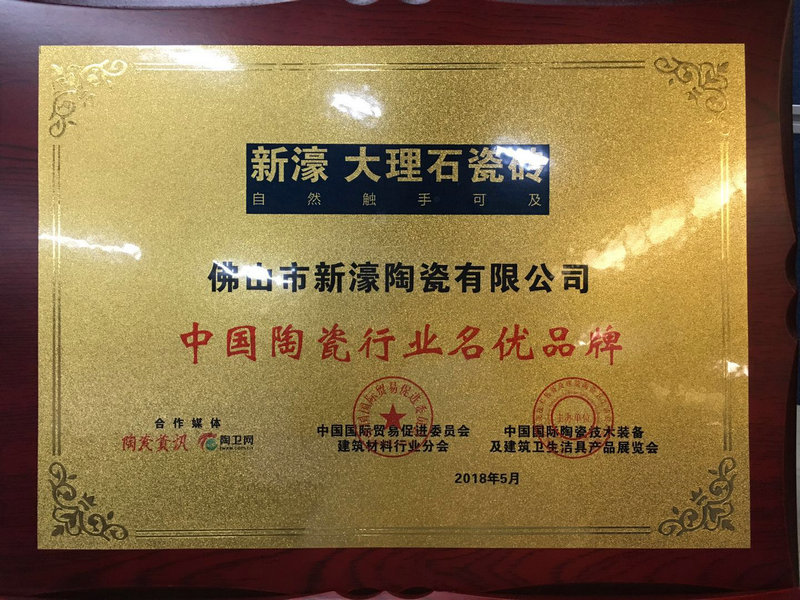 新濠 大理石瓷砖
自然触手可及
佛山市新濠陶瓷有限公司
中国陶瓷行业名优品牌
合作媒体
陶瓷资讯 陶卫网
中国国际贸易促进委员会
建筑材料行业分会
中国国际陶瓷技术装备
及建筑卫生洁具产品展览会
2018年5月